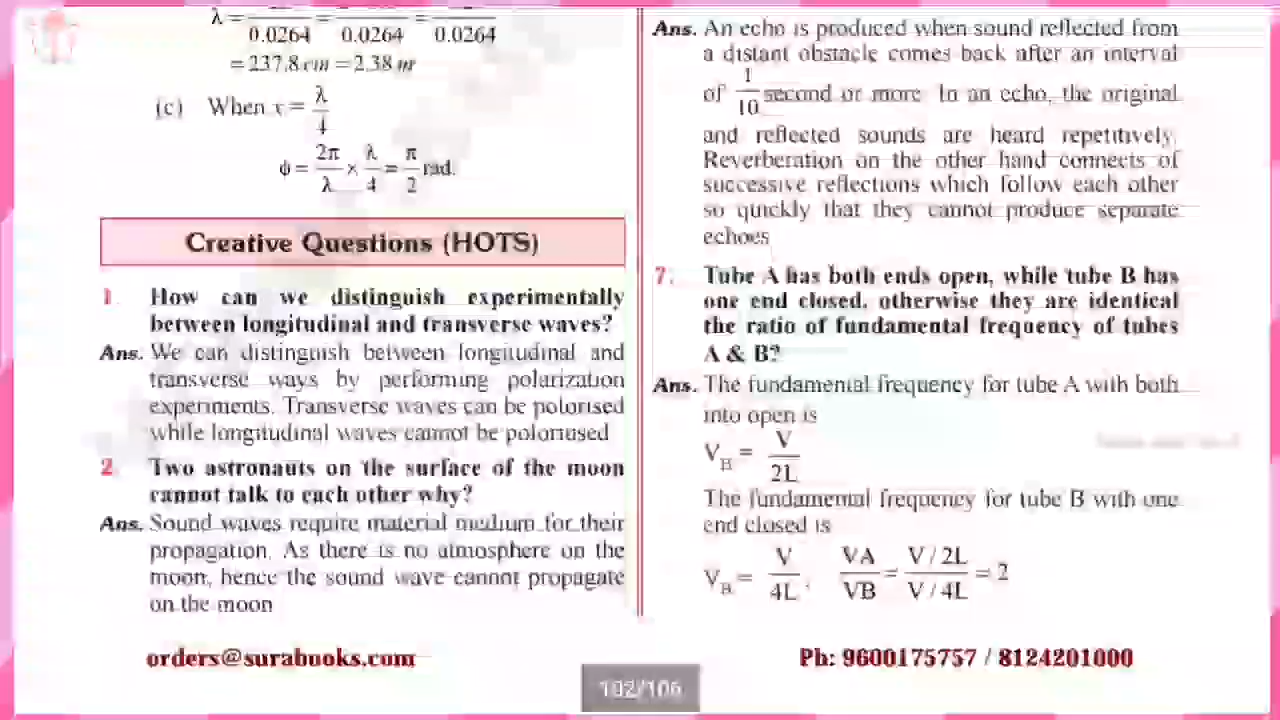 λ =
=
=
0.0264 0.0264 0.0264
= 237.8 cm = 2.38 m
(c) When x = λ/4
ϕ = 2π/λ × λ/4 = π/2 rad.
Creative Questions (HOTS)
1. How can we distinguish experimentally
between longitudinal and transverse waves?
Ans. We can distinguish between longitudinal and
transverse ways by performing polarization
experiments. Transverse waves can be polorised
while longitudinal waves cannot be polorised
2. Two astronauts on the surface of the moon
cannot talk to each other why?
Ans. Sound waves require material medium for their
propagation. As there is no atmosphere on the
moon, hence the sound wave cannot propagate
on the moon
Ans. An echo is produced when sound reflected from
a distant obstacle comes back after an interval
of 1/10 second or more. In an echo, the original
and reflected sounds are heard repetitively.
Reverberation on the other hand connects of
successive reflections which follow each other
so quickly that they cannot produce separate
echoes
7. Tube A has both ends open, while tube B has
one end closed, otherwise they are identical
the ratio of fundamental frequency of tubes
A & B?
Ans. The fundamental frequency for tube A with both
into open is
V_B = V/2L
The fundamental frequency for tube B with one
end closed is
V_B = V/4L, VA/VB = V/2L / V/4L = 2
orders@surabooks.com
Ph: 9600175757 / 8124201000
102/106